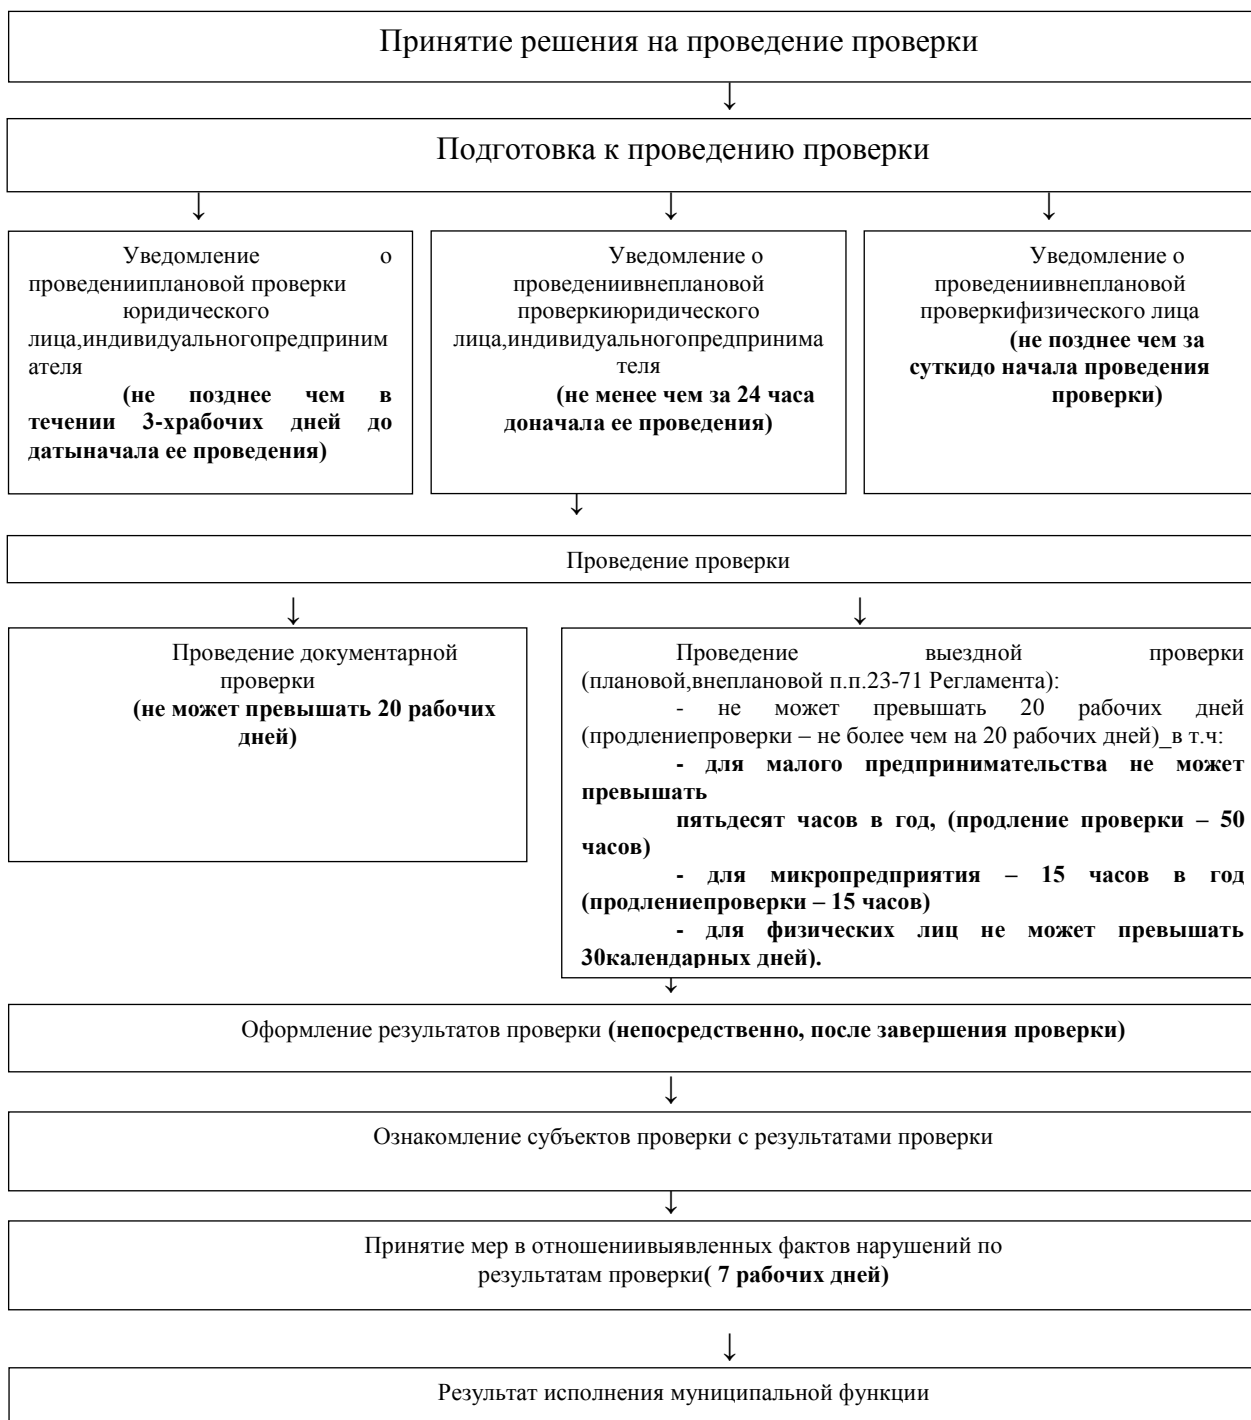 Принятие решения на проведение проверки
↓
Подготовка к проведению проверки
↓ ↓ ↓
Уведомление о
проведенииплановой проверки
юридического
лица,индивидуальногопредприним
ателя
(не позднее чем в
течении 3-храбочих дней до
датыначала ее проведения)
Уведомление о
проведениивнеплановой
проверкиюридического
лица,индивидуальногопредпринима
теля
(не менее чем за 24 часа
доначала ее проведения)
Уведомление о
проведениивнеплановой
проверкифизического лица
(не позднее чем за
суткидо начала проведения
проверки)
↓
Проведение проверки
↓ ↓
Проведение документарной
проверки
(не может превышать 20 рабочих
дней)
Проведение выездной проверки
(плановой,внеплановой п.п.23-71 Регламента):
- не может превышать 20 рабочих дней
(продлениепроверки – не более чем на 20 рабочих дней)_в т.ч:
- для малого предпринимательства не может
превышать
пятьдесят часов в год, (продление проверки – 50
часов)
- для микропредприятия – 15 часов в год
(продлениепроверки – 15 часов)
- для физических лиц не может превышать
30календарных дней).
↓
Оформление результатов проверки (непосредственно, после завершения проверки)
↓
Ознакомление субъектов проверки с результатами проверки
↓
Принятие мер в отношениивыявленных фактов нарушений по
результатам проверки( 7 рабочих дней)
↓
Результат исполнения муниципальной функции